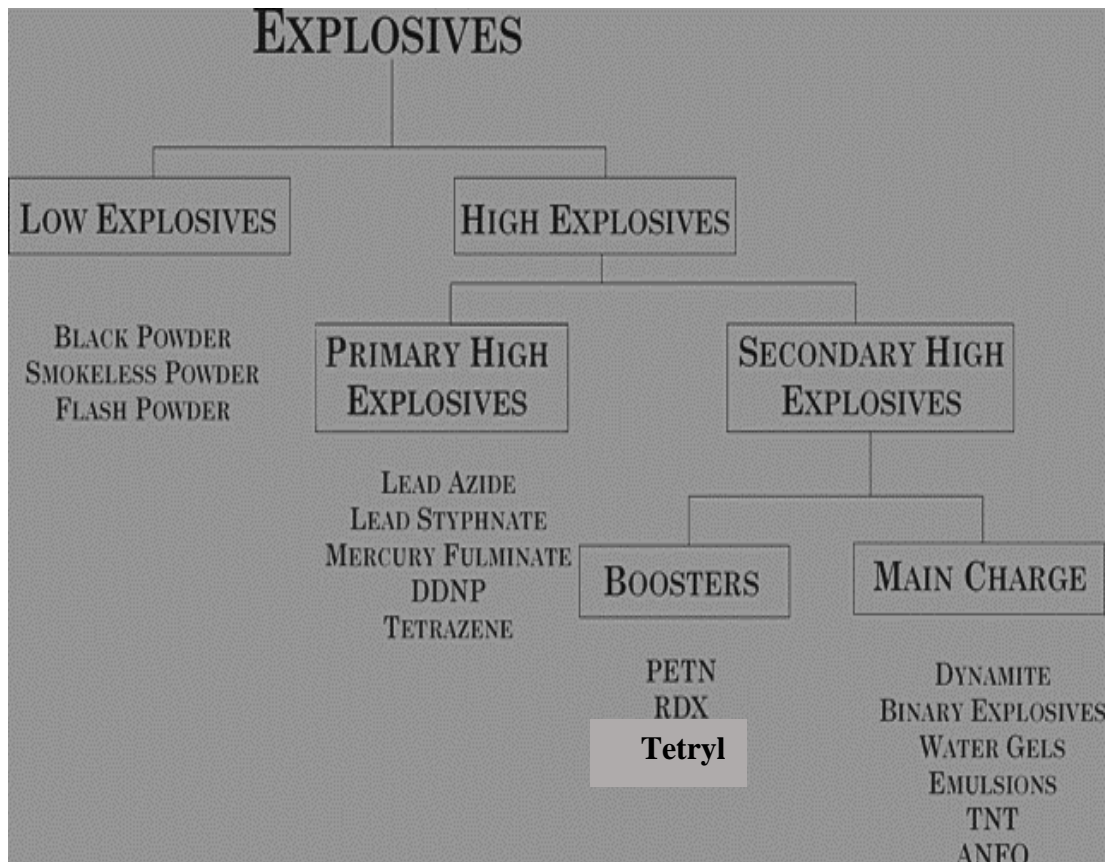 EXPLOSIVES
LOW EXPLOSIVES
BLACK POWDER
SMOKELESS POWDER
FLASH POWDER
HIGH EXPLOSIVES
PRIMARY HIGH
EXPLOSIVES
LEAD AZIDE
LEAD STYPHNATE
MERCURY FULMINATE
DDNP
TETRAZENE
SECONDARY HIGH
EXPLOSIVES
BOOSTERS
PETN
RDX
Tetryl
MAIN CHARGE
DYNAMITE
BINARY EXPLOSIVES
WATER GELS
EMULSIONS
TNT
ANFO